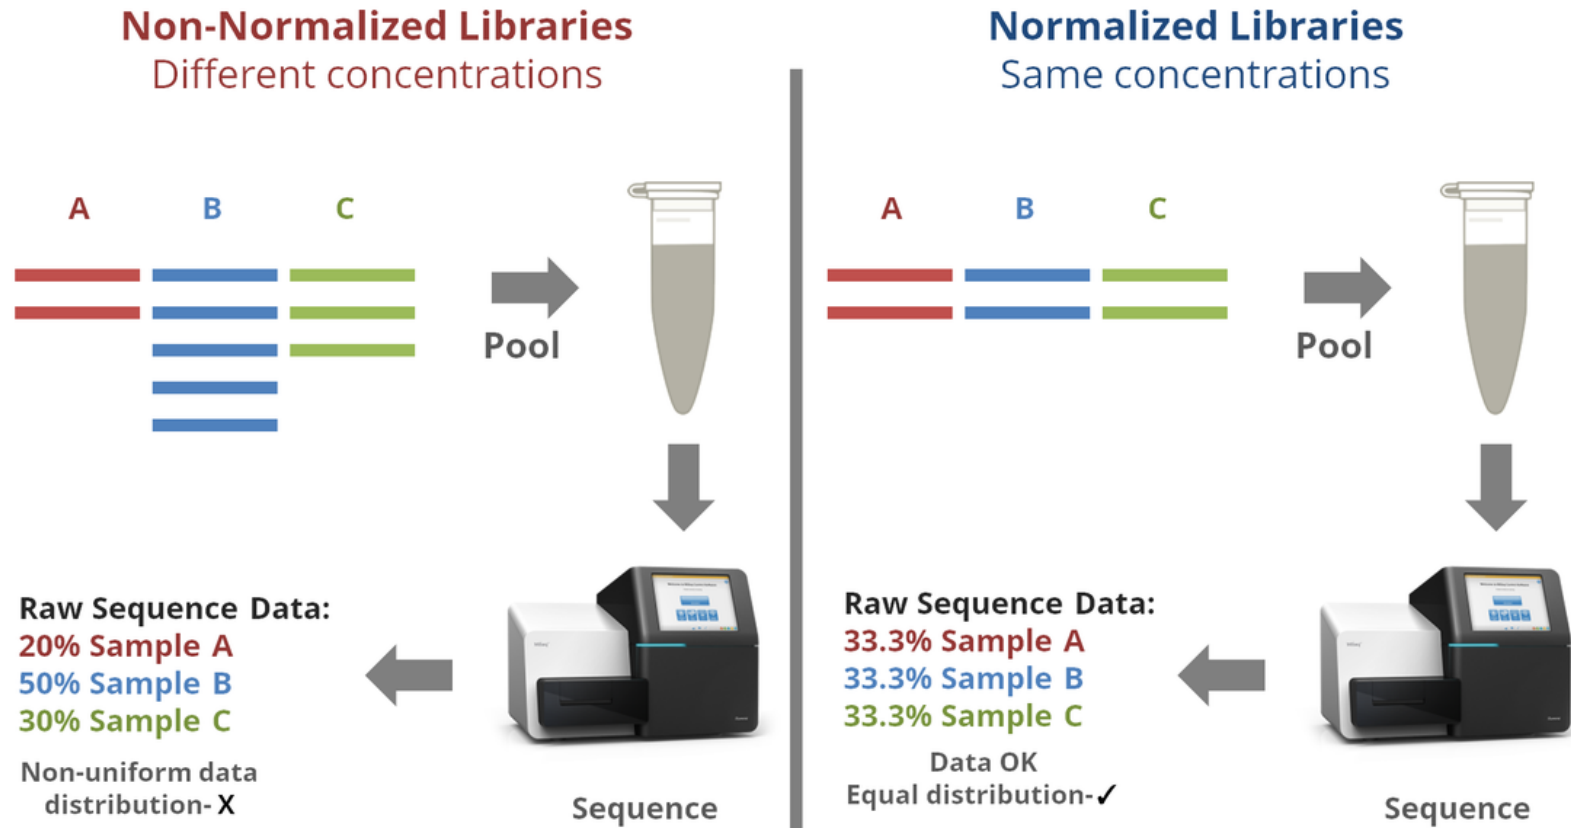 Non-Normalized Libraries
Different concentrations
A B C
Pool
Raw Sequence Data:
20% Sample A
50% Sample B
30% Sample C
Non-uniform data
distribution- X
Sequence
Normalized Libraries
Same concentrations
A B C
Pool
Raw Sequence Data:
33.3% Sample A
33.3% Sample B
33.3% Sample C
Data OK
Equal distribution-✓
Sequence